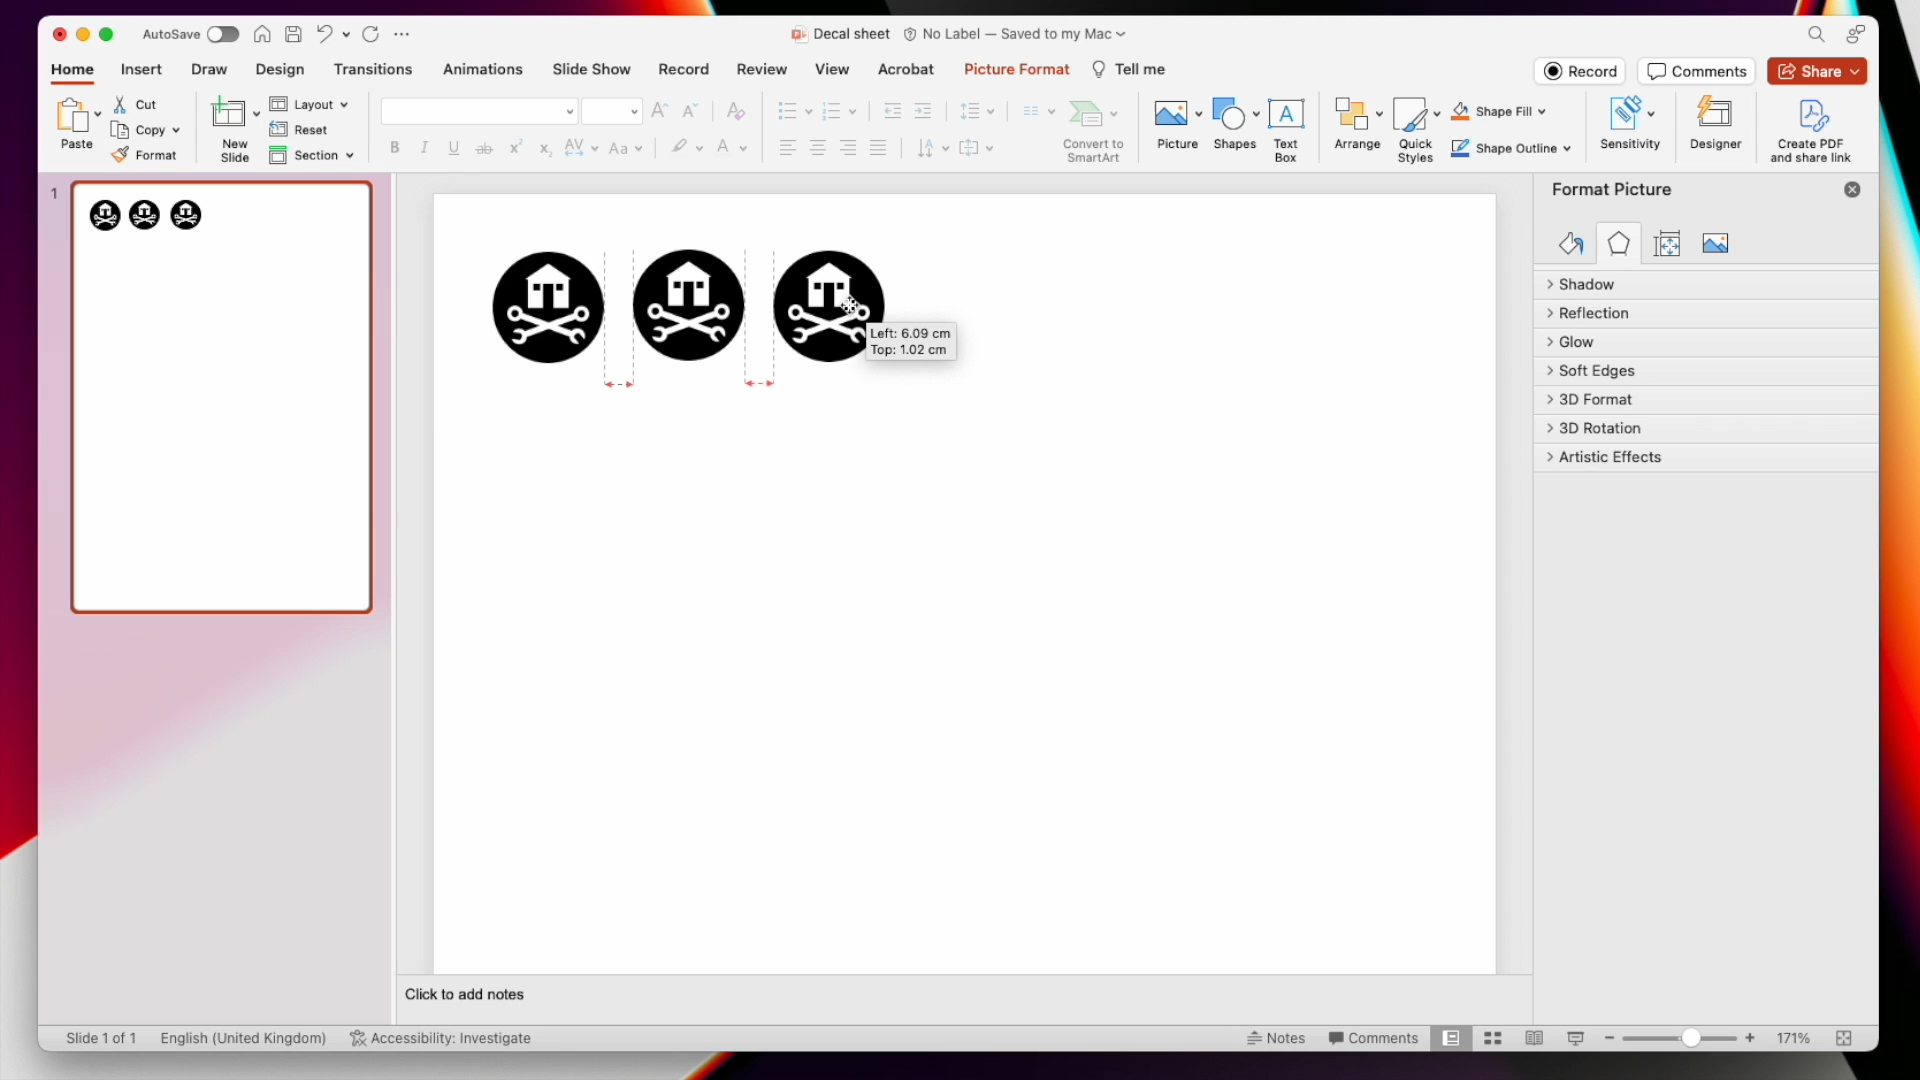 AutoSave
Decal sheet
No Label — Saved to my Mac
Home
Insert
Draw
Design
Transitions
Animations
Slide Show
Record
Review
View
Acrobat
Picture Format
Tell me
Record
Comments
Share
Paste
Cut
Copy
Format
New
Slide
Layout
Reset
Section
Convert to
SmartArt
Picture
Shapes
Text
Box
Arrange
Quick
Styles
Shape Fill
Shape Outline
Sensitivity
Designer
Create PDF
and share link
1
Left: 6.09 cm
Top: 1.02 cm
Format Picture
Shadow
Reflection
Glow
Soft Edges
3D Format
3D Rotation
Artistic Effects
Click to add notes
Slide 1 of 1
English (United Kingdom)
Accessibility: Investigate
Notes
Comments
171%